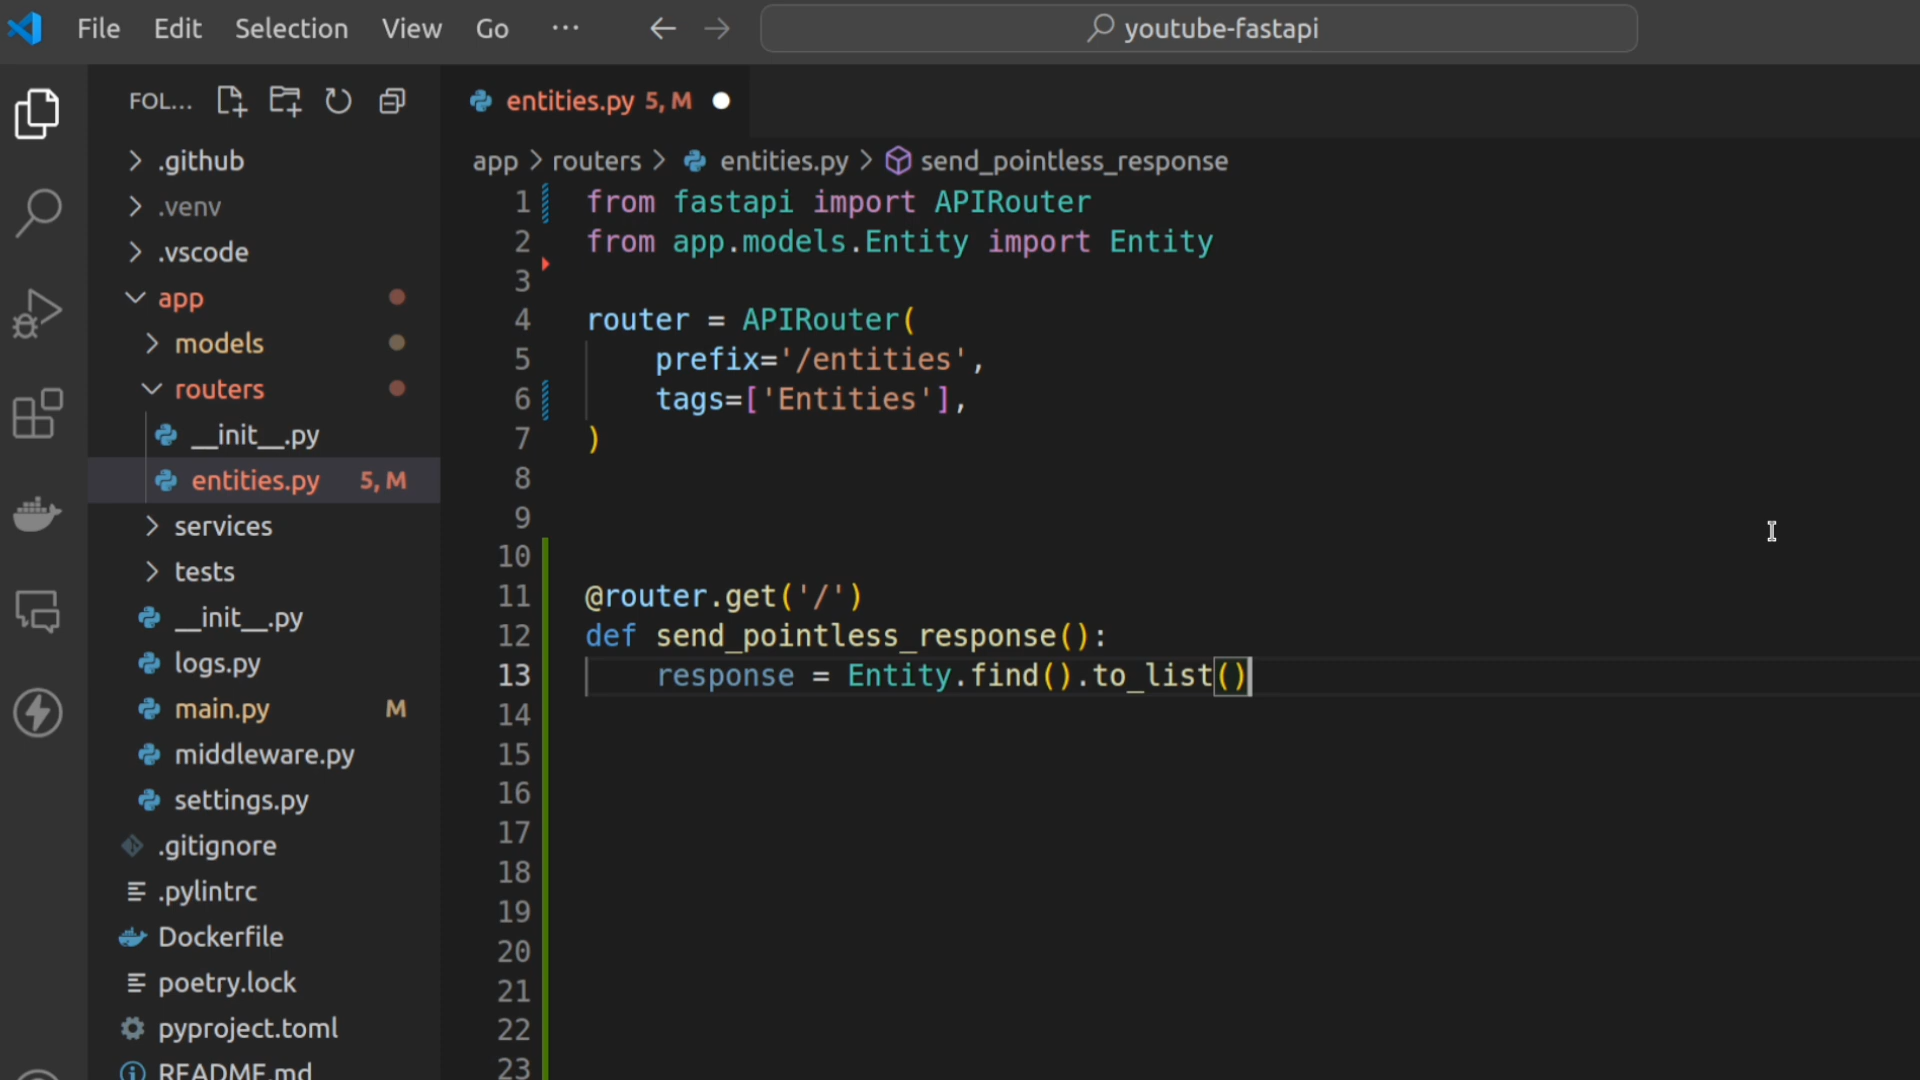 File Edit Selection View Go ··· youtube-fastapi
FOL...
.github
.venv
.vscode
app
models
routers
__init__.py
entities.py 5, M
services
tests
__init__.py
logs.py
main.py M
middleware.py
settings.py
.gitignore
.pylintrc
Dockerfile
poetry.lock
pyproject.toml
README.md
entities.py 5, M
app > routers > entities.py > send_pointless_response
1 from fastapi import APIRouter
2 from app.models.Entity import Entity
3
4 router = APIRouter(
5     prefix='/entities',
6     tags=['Entities'],
7 )
8
9
10
11 @router.get('/')
12 def send_pointless_response():
13     response = Entity.find().to_list()
14
15
16
17
18
19
20
21
22
23